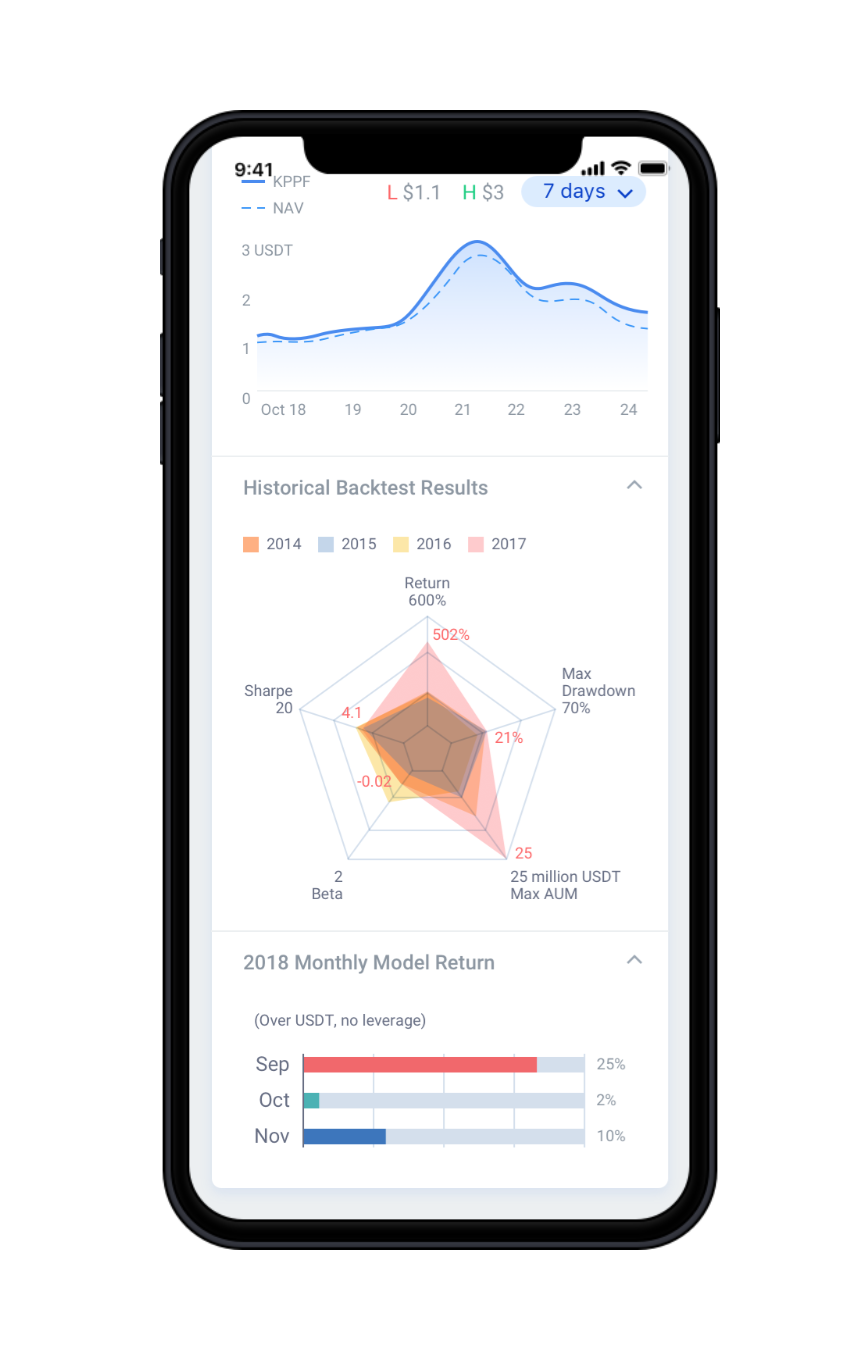 9:41
KPPF
L $1.1 H $3 7 days
NAV
3 USDT
2
1
0
Oct 18 19 20 21 22 23 24
Historical Backtest Results
2014 2015 2016 2017
Return
600%
502%
Max
Drawdown
70%
Sharpe
20
4.1
21%
-0.02
25
2
Beta
25 million USDT
Max AUM
2018 Monthly Model Return
(Over USDT, no leverage)
Sep 25%
Oct 2%
Nov 10%